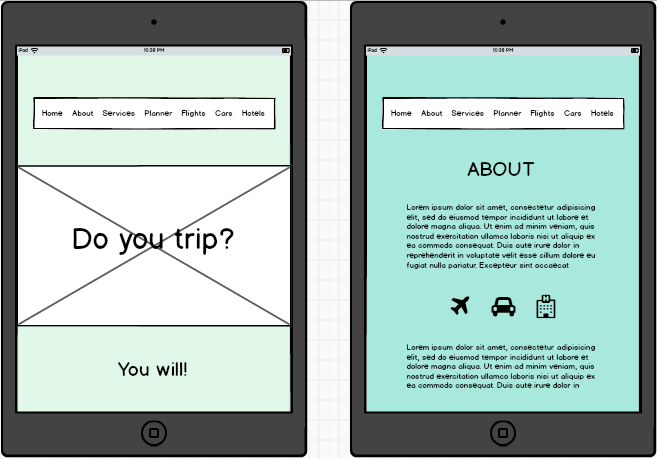 iPod 10:38 PM
Home About Services Planner Flights Cars Hotels
Do you trip?
You will!
iPod 10:38 PM
Home About Services Planner Flights Cars Hotels
ABOUT
Lorem ipsum dolor sit amet, consectetur adipisicing
elit, sed do eiusmod tempor incididunt ut labore et
dolore magna aliqua. Ut enim ad minim veniam, quis
nostrud exercitation ullamco laboris nisi ut aliquip ex
ea commodo consequat. Duis aute irure dolor in
reprehenderit in voluptate velit esse cillum dolore eu
fugiat nulla pariatur. Excepteur sint occaecat
H
Lorem ipsum dolor sit amet, consectetur adipisicing
elit, sed do eiusmod tempor incididunt ut labore et
dolore magna aliqua. Ut enim ad minim veniam, quis
nostrud exercitation ullamco laboris nisi ut aliquip ex
ea commodo consequat. Duis aute irure dolor in